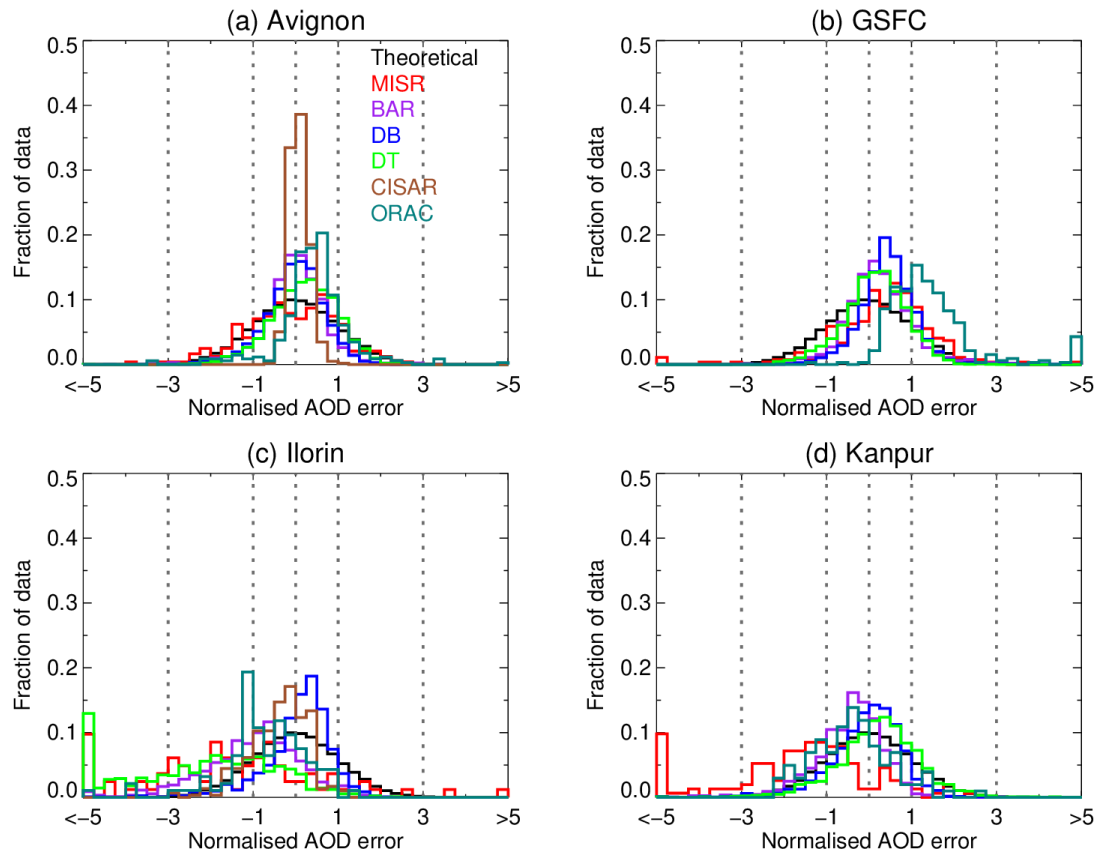 (a) Avignon
0.5
0.4
0.3
0.2
0.1
0.0
Fraction of data
Theoretical
MISR
BAR
DB
DT
CISAR
ORAC
<−5 −3 −1 1 3 >5
Normalised AOD error
(b) GSFC
0.5
0.4
0.3
0.2
0.1
0.0
Fraction of data
<−5 −3 −1 1 3 >5
Normalised AOD error
(c) Ilorin
0.5
0.4
0.3
0.2
0.1
0.0
Fraction of data
<−5 −3 −1 1 3 >5
Normalised AOD error
(d) Kanpur
0.5
0.4
0.3
0.2
0.1
0.0
Fraction of data
<−5 −3 −1 1 3 >5
Normalised AOD error